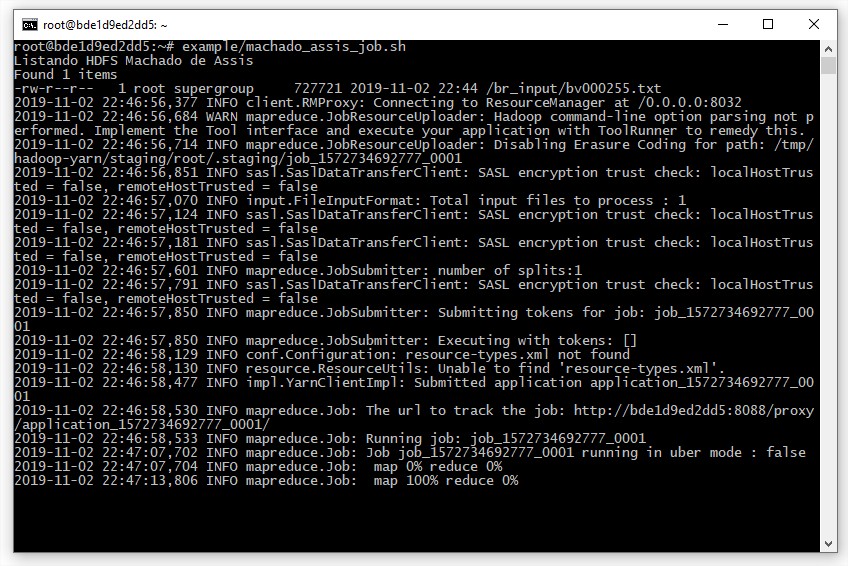 root@bde1d9ed2dd5: ~
root@bde1d9ed2dd5:~# example/machado_assis_job.sh
Listando HDFS Machado de Assis
Found 1 items
-rw-r--r--   1 root supergroup     727721 2019-11-02 22:44 /br_input/bv000255.txt
2019-11-02 22:46:56,377 INFO client.RMProxy: Connecting to ResourceManager at /0.0.0.0:8032
2019-11-02 22:46:56,684 WARN mapreduce.JobResourceUploader: Hadoop command-line option parsing not p
erformed. Implement the Tool interface and execute your application with ToolRunner to remedy this.
2019-11-02 22:46:56,714 INFO mapreduce.JobResourceUploader: Disabling Erasure Coding for path: /tmp/
hadoop-yarn/staging/root/.staging/job_1572734692777_0001
2019-11-02 22:46:56,851 INFO sasl.SaslDataTransferClient: SASL encryption trust check: localHostTrus
ted = false, remoteHostTrusted = false
2019-11-02 22:46:57,070 INFO input.FileInputFormat: Total input files to process : 1
2019-11-02 22:46:57,124 INFO sasl.SaslDataTransferClient: SASL encryption trust check: localHostTrus
ted = false, remoteHostTrusted = false
2019-11-02 22:46:57,181 INFO sasl.SaslDataTransferClient: SASL encryption trust check: localHostTrus
ted = false, remoteHostTrusted = false
2019-11-02 22:46:57,601 INFO mapreduce.JobSubmitter: number of splits:1
2019-11-02 22:46:57,791 INFO sasl.SaslDataTransferClient: SASL encryption trust check: localHostTrus
ted = false, remoteHostTrusted = false
2019-11-02 22:46:57,850 INFO mapreduce.JobSubmitter: Submitting tokens for job: job_1572734692777_00
01
2019-11-02 22:46:57,850 INFO mapreduce.JobSubmitter: Executing with tokens: []
2019-11-02 22:46:58,129 INFO conf.Configuration: resource-types.xml not found
2019-11-02 22:46:58,130 INFO resource.ResourceUtils: Unable to find 'resource-types.xml'.
2019-11-02 22:46:58,477 INFO impl.YarnClientImpl: Submitted application application_1572734692777_00
01
2019-11-02 22:46:58,530 INFO mapreduce.Job: The url to track the job: http://bde1d9ed2dd5:8088/proxy
/application_1572734692777_0001/
2019-11-02 22:46:58,533 INFO mapreduce.Job: Running job: job_1572734692777_0001
2019-11-02 22:47:07,702 INFO mapreduce.Job: Job job_1572734692777_0001 running in uber mode : false
2019-11-02 22:47:07,704 INFO mapreduce.Job:  map 0% reduce 0%
2019-11-02 22:47:13,806 INFO mapreduce.Job:  map 100% reduce 0%